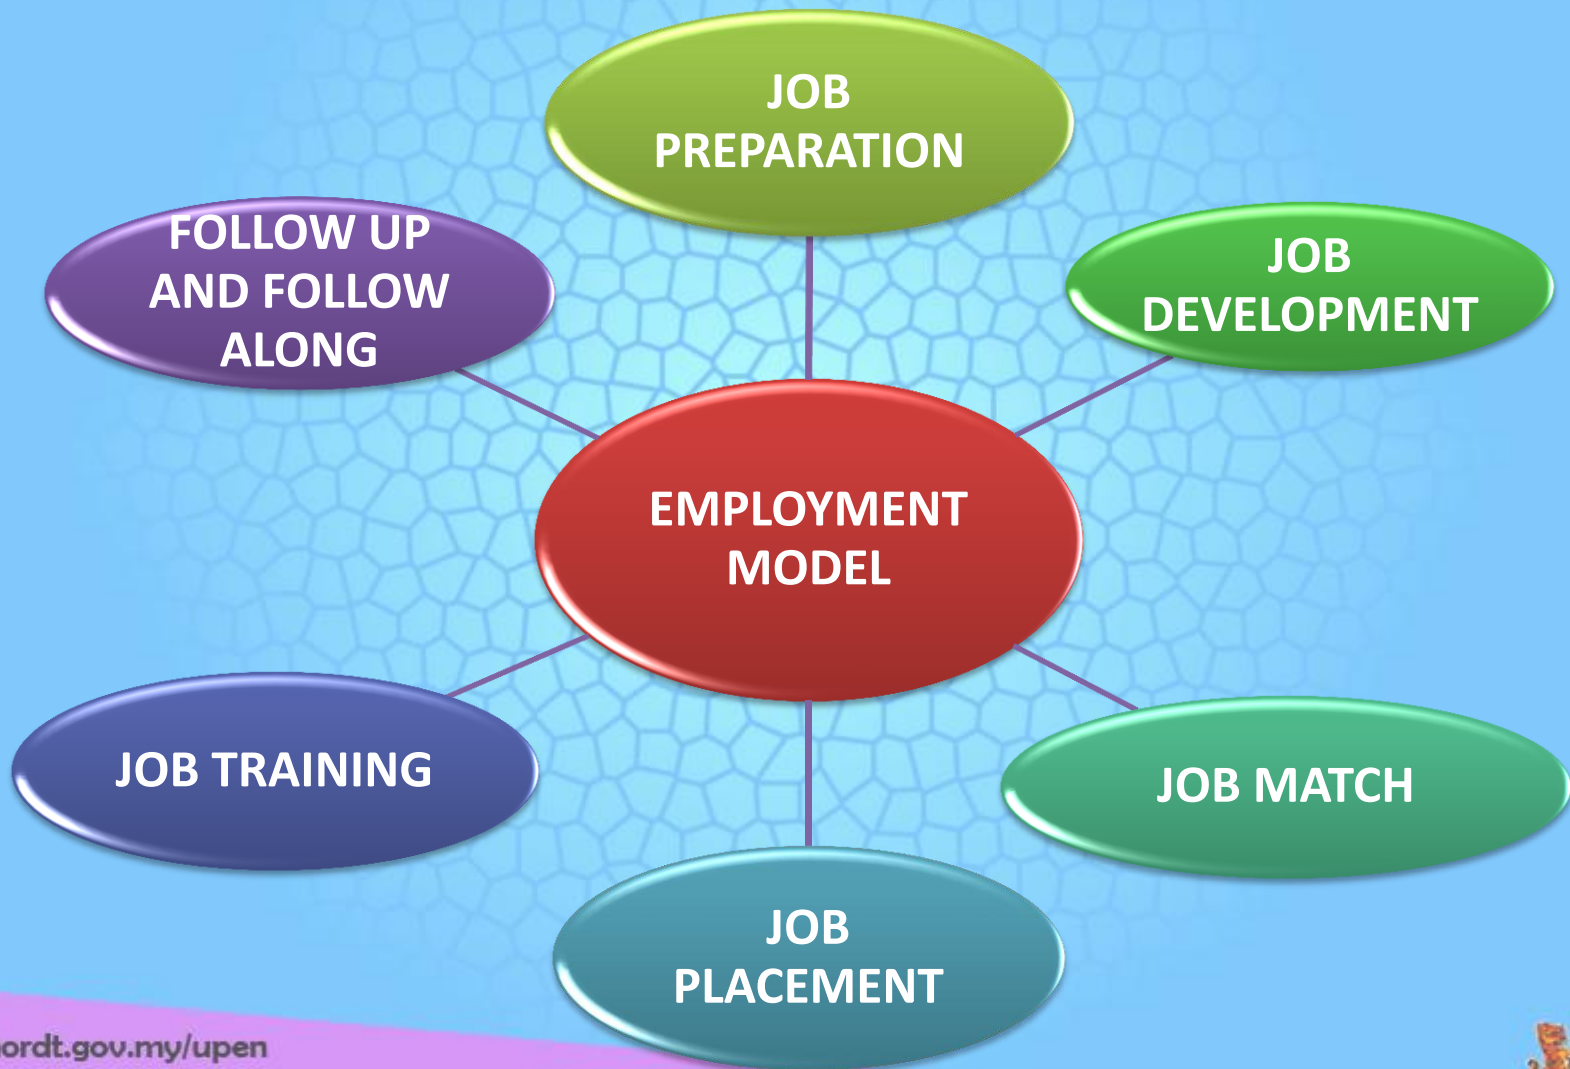 JOB
PREPARATION
FOLLOW UP
AND FOLLOW
ALONG
JOB
DEVELOPMENT
EMPLOYMENT
MODEL
JOB TRAINING
JOB MATCH
JOB
PLACEMENT
ordt.gov.my/upen